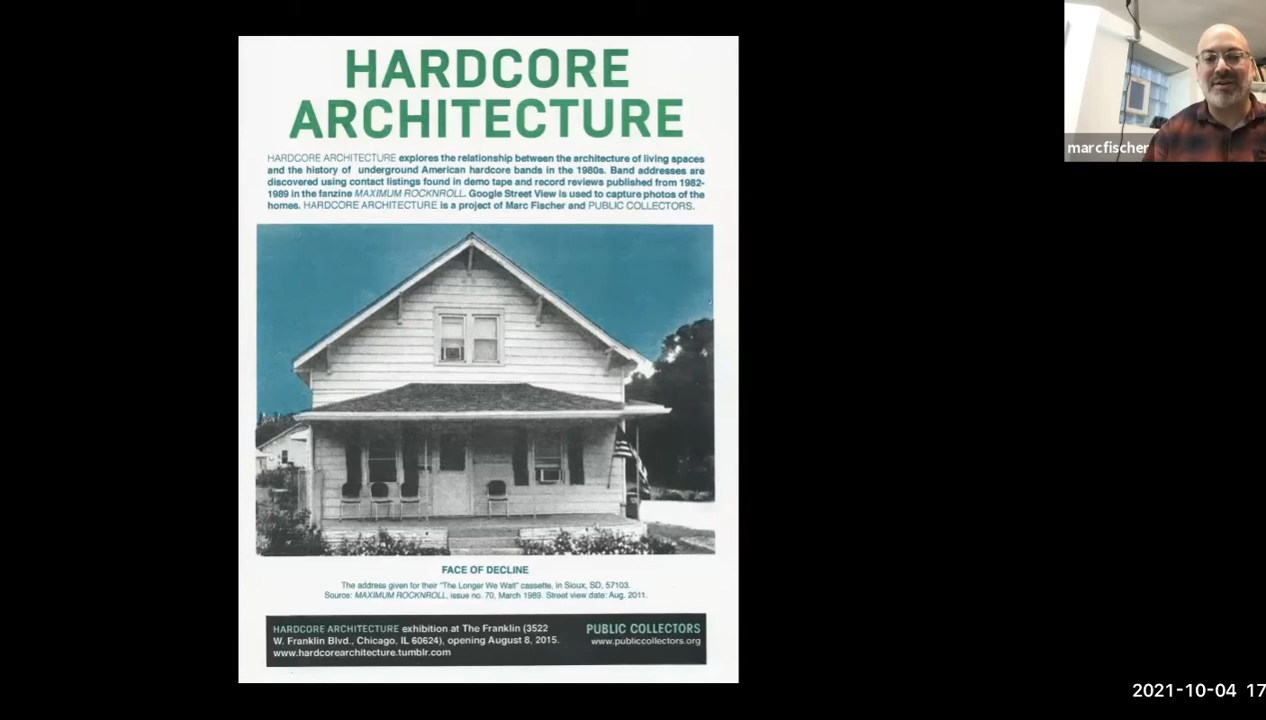 HARDCORE
ARCHITECTURE
HARDCORE ARCHITECTURE explores the relationship between the architecture of living spaces
and the history of underground American hardcore bands in the 1980s. Band addresses are
discovered using contact listings found in demo tape and record reviews published from 1982-
1989 in the fanzine MAXIMUM ROCKNROLL. Google Street View is used to capture photos of the
homes. HARDCORE ARCHITECTURE is a project of Marc Fischer and PUBLIC COLLECTORS.
FACE OF DECLINE
The address given for their "The Longer We Wait" cassette, in Sioux, SD, 57103.
Source: MAXIMUM ROCKNROLL, issue no. 70, March 1989. Street view date: Aug. 2011.
HARDCORE ARCHITECTURE exhibition at The Franklin (3522
W. Franklin Blvd., Chicago, IL 60624), opening August 8, 2015.
www.hardcorearchitecture.tumblr.com
PUBLIC COLLECTORS
www.publiccollectors.org
marcfischer
2021-10-04 17